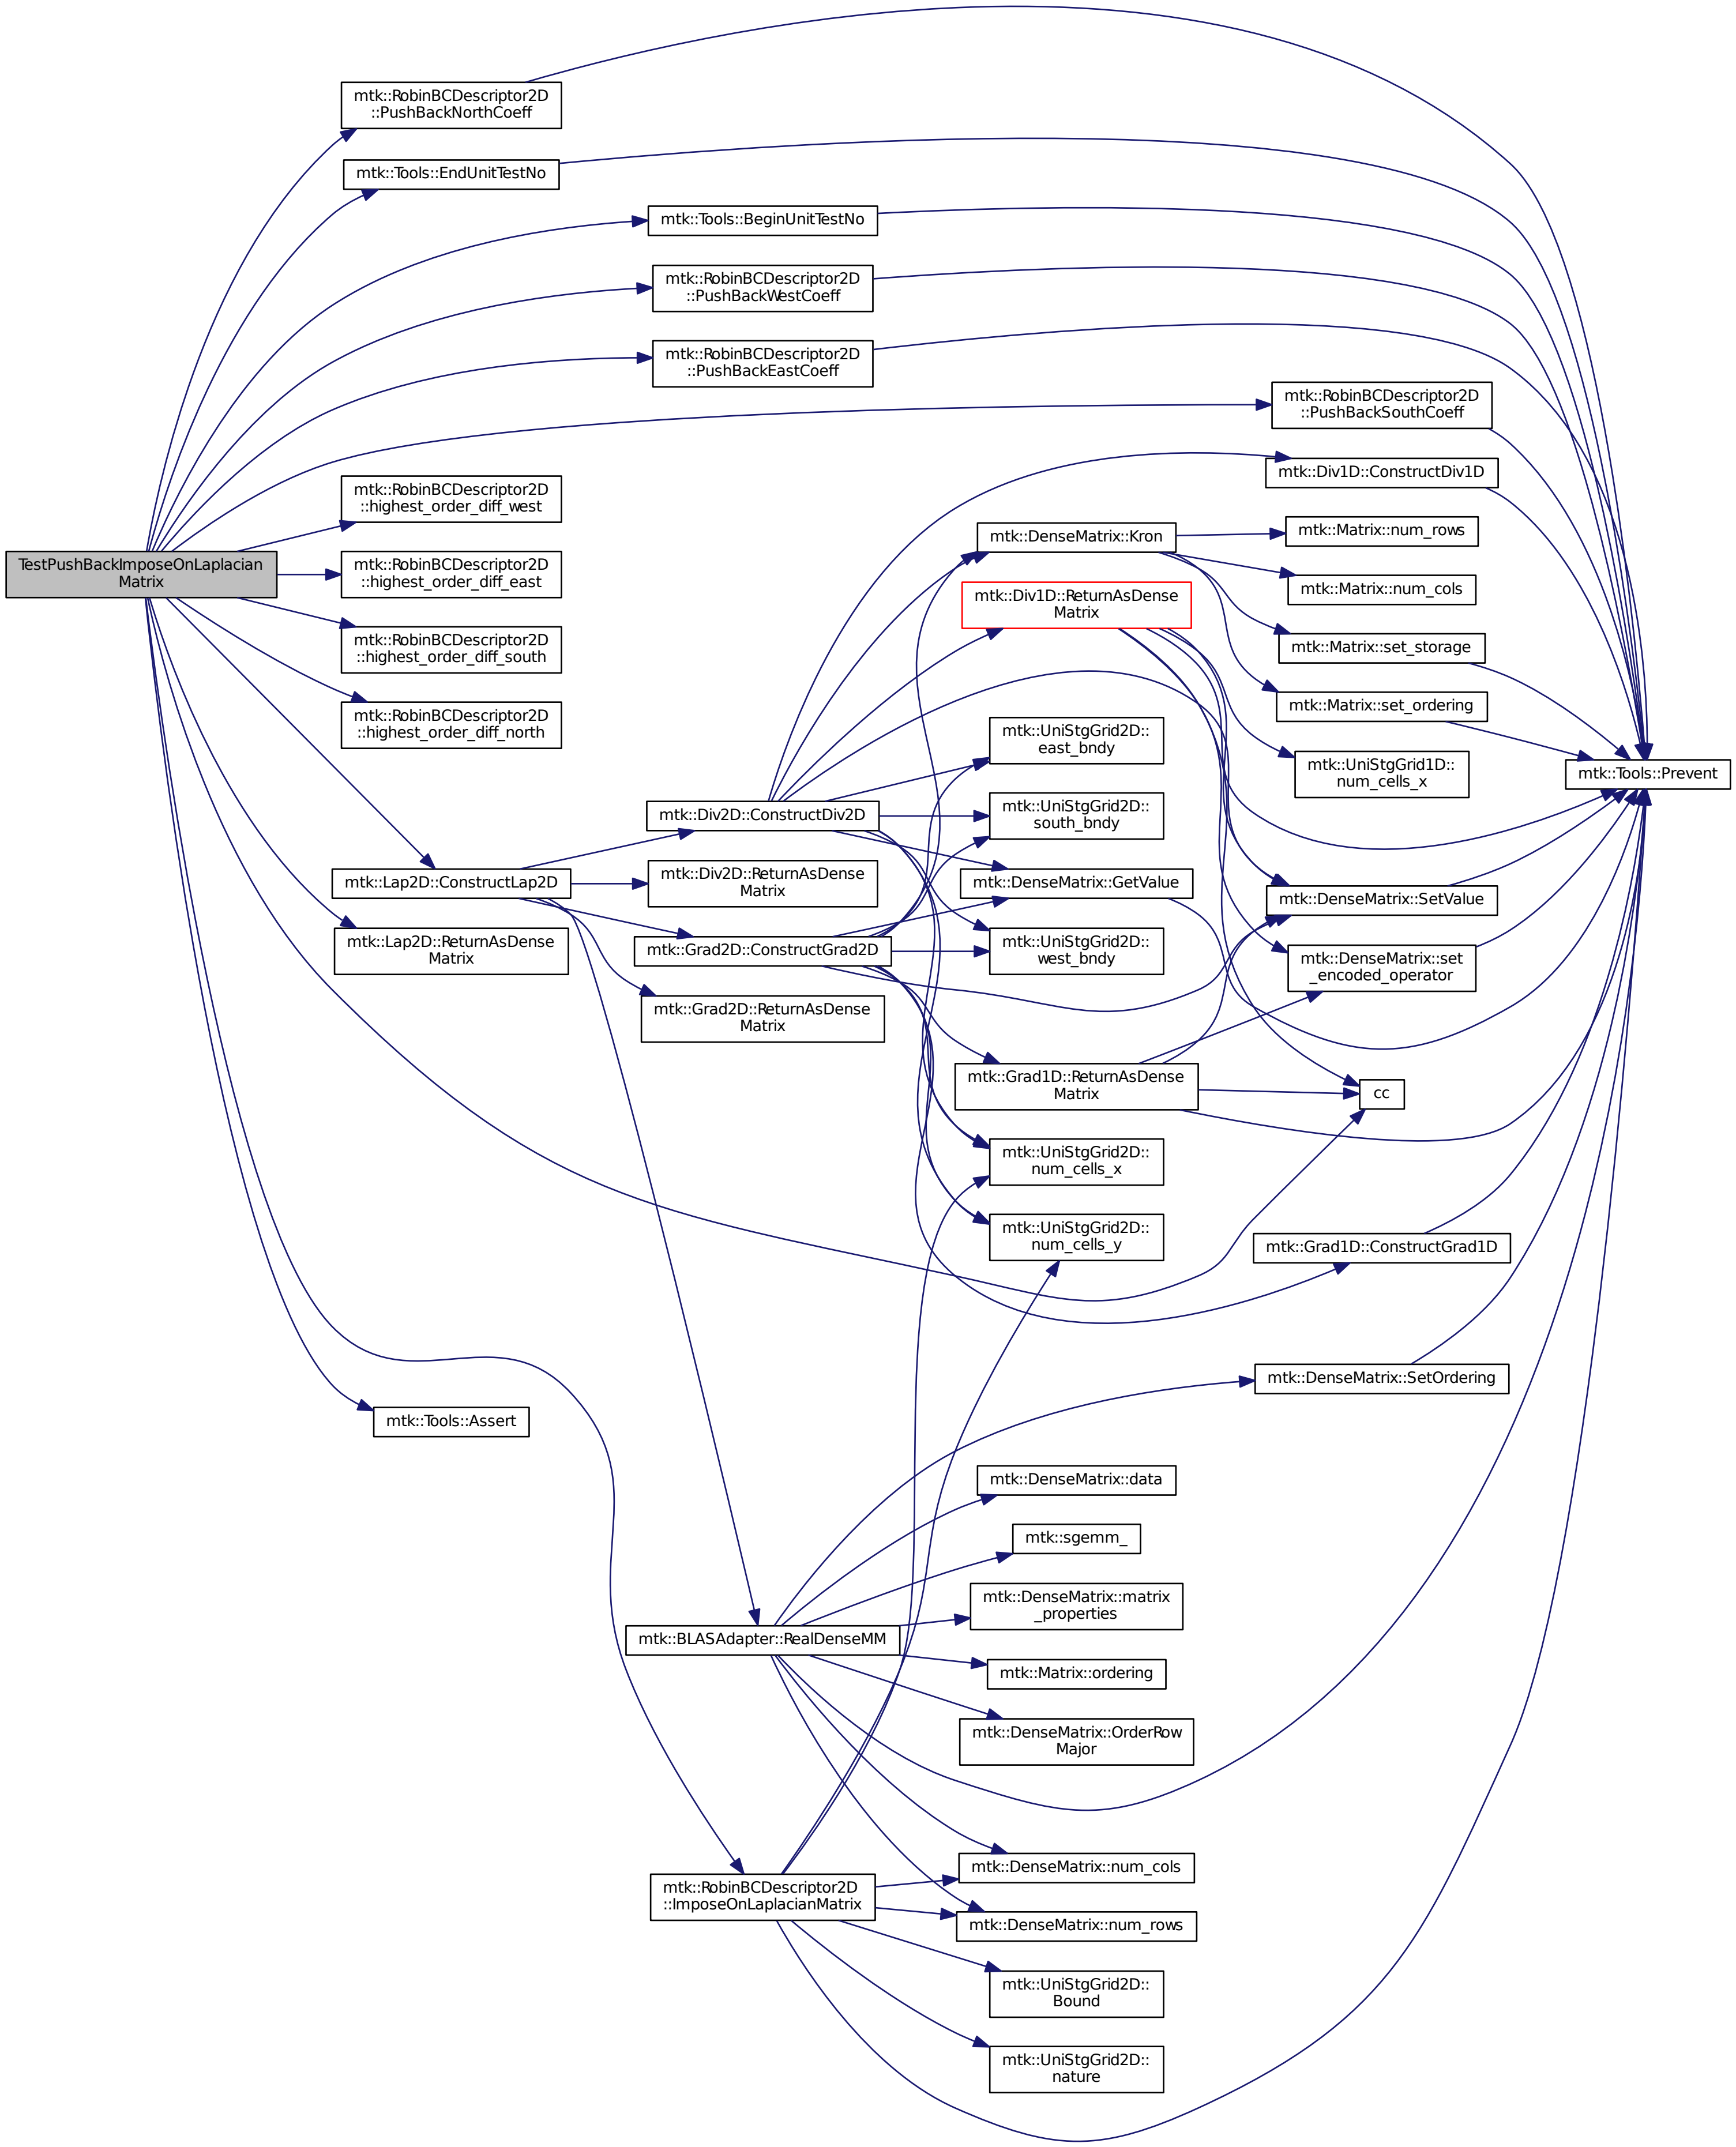 mtk::RobinBCDescriptor2D
::PushBackNorthCoeff
mtk::Tools::EndUnitTestNo
mtk::Tools::BeginUnitTestNo
mtk::RobinBCDescriptor2D
::PushBackWestCoeff
mtk::RobinBCDescriptor2D
::PushBackEastCoeff
mtk::RobinBCDescriptor2D
::PushBackSouthCoeff
mtk::Div1D::ConstructDiv1D
mtk::RobinBCDescriptor2D
::highest_order_diff_west
mtk::DenseMatrix::Kron
mtk::Matrix::num_rows
TestPushBackImposeOnLaplacian
Matrix
mtk::RobinBCDescriptor2D
::highest_order_diff_east
mtk::Div1D::ReturnAsDense
Matrix
mtk::Matrix::num_cols
mtk::RobinBCDescriptor2D
::highest_order_diff_south
mtk::Matrix::set_storage
mtk::RobinBCDescriptor2D
::highest_order_diff_north
mtk::Matrix::set_ordering
mtk::UniStgGrid2D::
east_bndy
mtk::UniStgGrid1D::
num_cells_x
mtk::Tools::Prevent
mtk::Div2D::ConstructDiv2D
mtk::UniStgGrid2D::
south_bndy
mtk::Lap2D::ConstructLap2D
mtk::Div2D::ReturnAsDense
Matrix
mtk::DenseMatrix::GetValue
mtk::DenseMatrix::SetValue
mtk::Lap2D::ReturnAsDense
Matrix
mtk::Grad2D::ConstructGrad2D
mtk::UniStgGrid2D::
west_bndy
mtk::DenseMatrix::set
_encoded_operator
mtk::Grad2D::ReturnAsDense
Matrix
mtk::Grad1D::ReturnAsDense
Matrix
cc
mtk::UniStgGrid2D::
num_cells_x
mtk::UniStgGrid2D::
num_cells_y
mtk::Grad1D::ConstructGrad1D
mtk::DenseMatrix::SetOrdering
mtk::Tools::Assert
mtk::DenseMatrix::data
mtk::sgemm_
mtk::DenseMatrix::matrix
_properties
mtk::BLASAdapter::RealDenseMM
mtk::Matrix::ordering
mtk::DenseMatrix::OrderRow
Major
mtk::DenseMatrix::num_cols
mtk::RobinBCDescriptor2D
::ImposeOnLaplacianMatrix
mtk::DenseMatrix::num_rows
mtk::UniStgGrid2D::
Bound
mtk::UniStgGrid2D::
nature